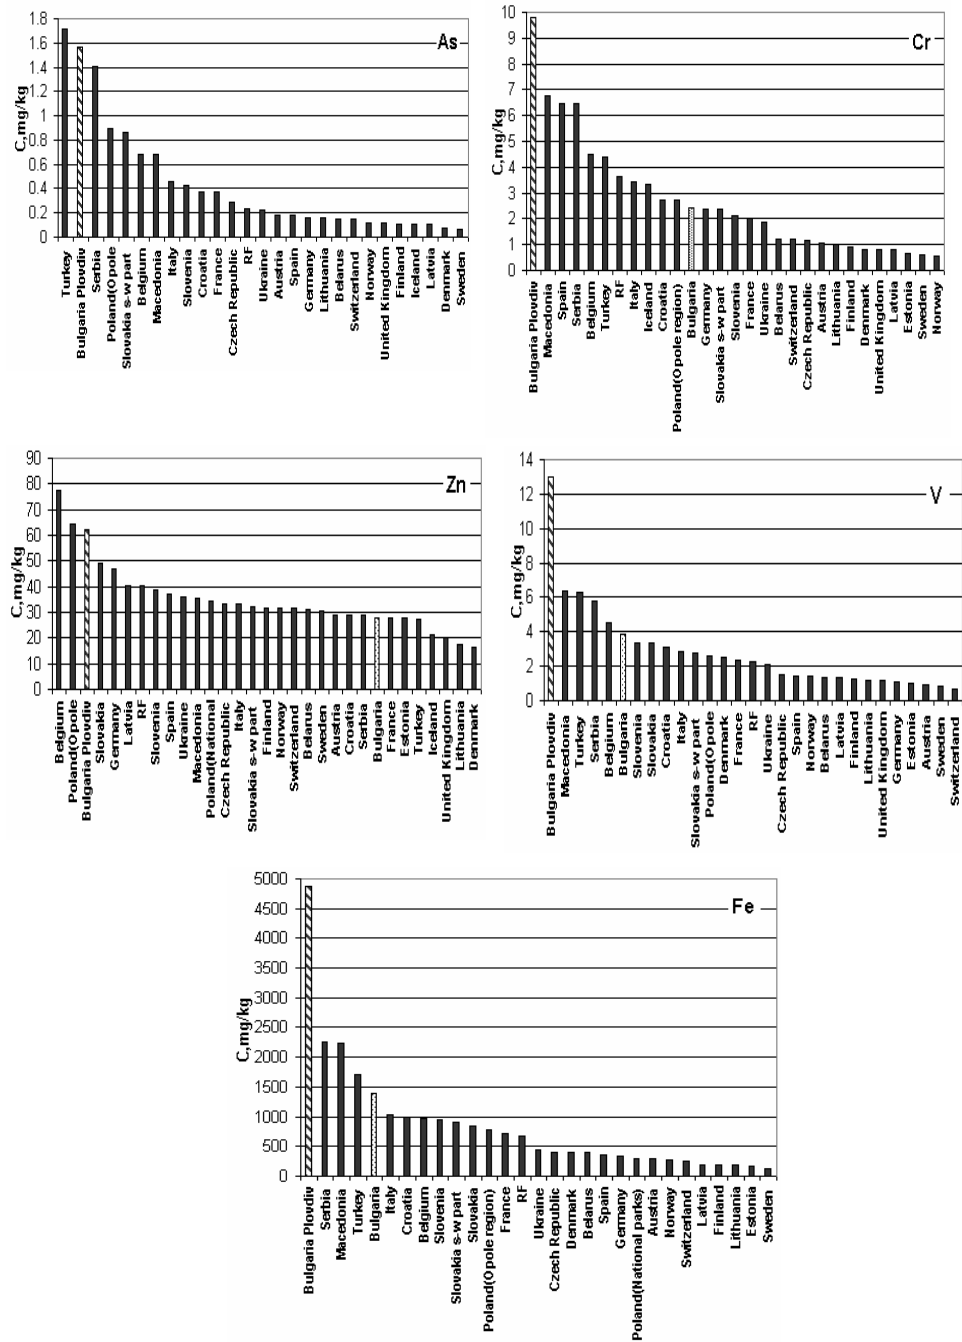 As
C,mg/kg
1.8
1.6
1.4
1.2
1
0.8
0.6
0.4
0.2
0
Turkey
Bulgaria Plovdiv
Serbia
Poland(Opole
Slovakia s-w part
Belgium
Macedonia
Italy
Slovenia
Croatia
France
Czech Republic
RF
Ukraine
Austria
Spain
Germany
Lithuania
Belarus
Switzerland
Norway
United Kingdom
Finland
Iceland
Latvia
Denmark
Sweden
Cr
C,mg/kg
10
9
8
7
6
5
4
3
2
1
0
Bulgaria Plovdiv
Macedonia
Spain
Serbia
Belgium
Turkey
RF
Italy
Iceland
Croatia
Poland(Opole region)
Bulgaria
Germany
Slovakia s-w part
Slovenia
France
Ukraine
Belarus
Switzerland
Czech Republic
Austria
Lithuania
Finland
Denmark
United Kingdom
Latvia
Estonia
Sweden
Norway
Zn
C,mg/kg
90
80
70
60
50
40
30
20
10
0
Belgium
Poland(Opole
Bulgaria Plovdiv
Slovakia
Germany
Latvia
RF
Slovenia
Spain
Ukraine
Macedonia
Poland(National
Czech Republic
Italy
Slovakia s-w part
Finland
Norway
Switzerland
Belarus
Sweden
Austria
Croatia
Serbia
Bulgaria
France
Estonia
Turkey
Iceland
United Kingdom
Lithuania
Denmark
V
C,mg/kg
14
12
10
8
6
4
2
0
Bulgaria Plovdiv
Macedonia
Turkey
Serbia
Belgium
Bulgaria
Slovenia
Slovakia
Croatia
Italy
Slovakia s-w part
Poland(Opole
Denmark
France
RF
Ukraine
Czech Republic
Spain
Norway
Belarus
Latvia
Finland
Lithuania
United Kingdom
Germany
Estonia
Austria
Sweden
Switzerland
Fe
C,mg/kg
5000
4500
4000
3500
3000
2500
2000
1500
1000
500
0
Bulgaria Plovdiv
Serbia
Macedonia
Turkey
Bulgaria
Italy
Croatia
Belgium
Slovenia
Slovakia s-w part
Slovakia
Poland(Opole region)
France
RF
Ukraine
Czech Republic
Denmark
Belarus
Spain
Germany
Poland(National parks)
Austria
Norway
Switzerland
Latvia
Finland
Lithuania
Estonia
Sweden